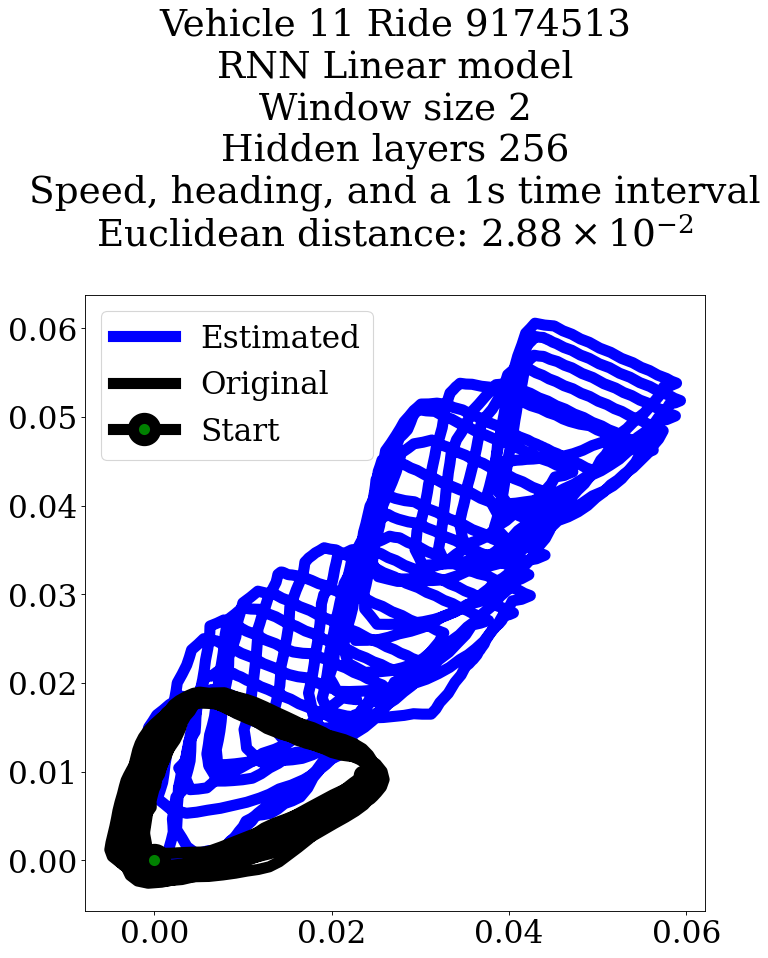 Vehicle 11 Ride 9174513
RNN Linear model
Window size 2
Hidden layers 256
Speed, heading, and a 1s time interval
Euclidean distance: 2.88 × 10⁻²
Estimated
Original
Start
0.06
0.05
0.04
0.03
0.02
0.01
0.00
0.00 0.02 0.04 0.06